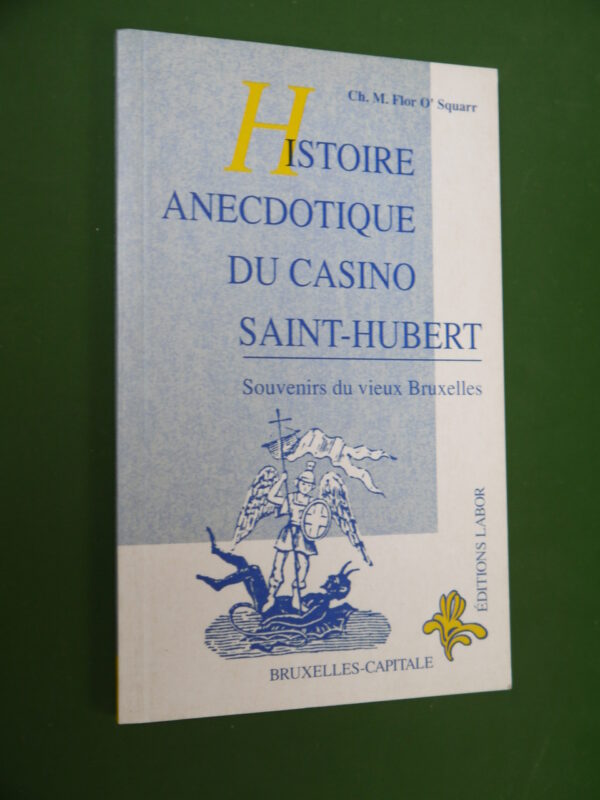 Ch. M. Flor O' Squarr
HISTOIRE
ANECDOTIQUE
DU CASINO
SAINT-HUBERT
Souvenirs du vieux Bruxelles
ÉDITIONS LABOR
BRUXELLES-CAPITALE